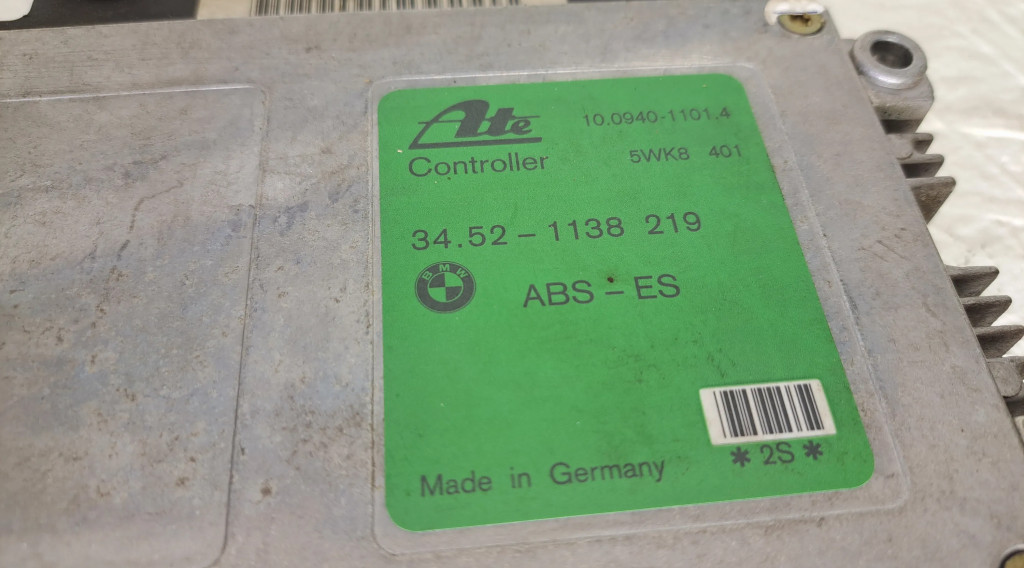 Ate
10.0940-1101.4
Controller
5WK8 401
34.52-1138 219
BMW
ABS-ES
*2S*
Made in Germany